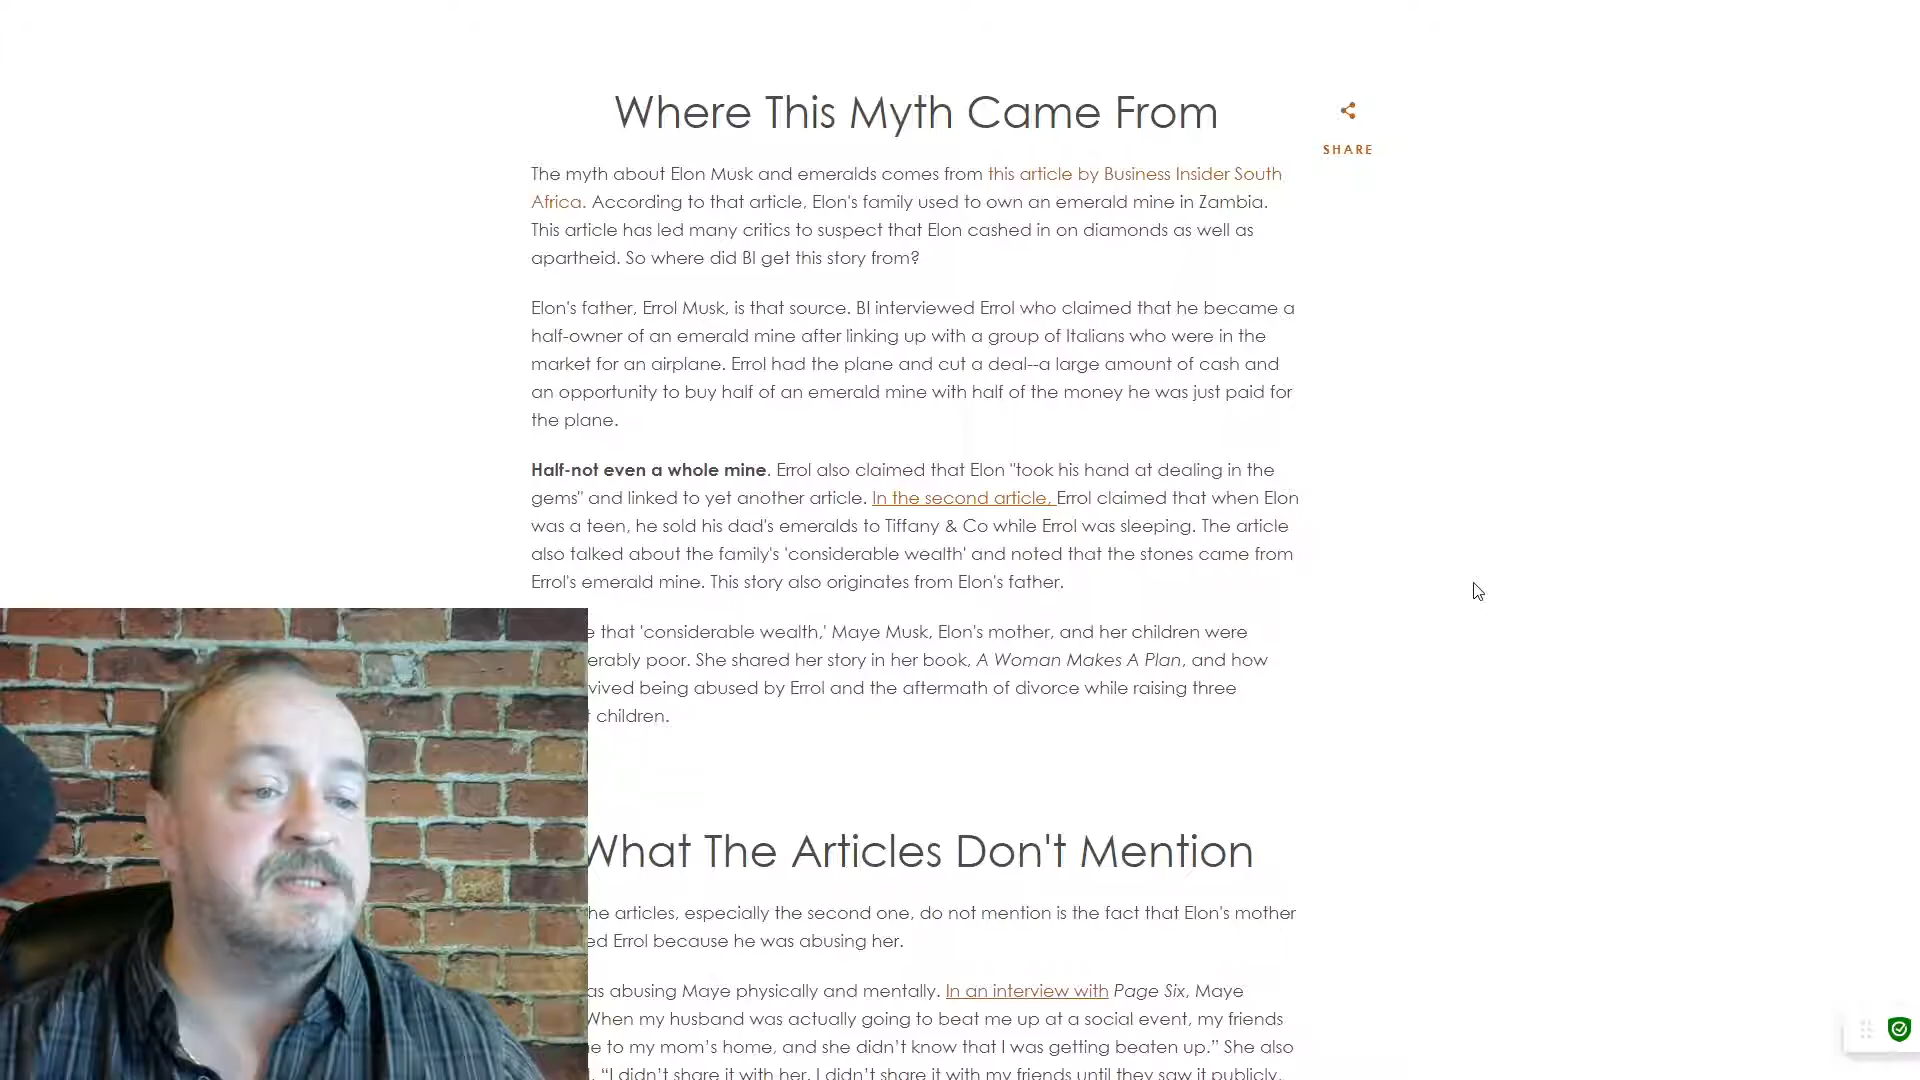 Where This Myth Came From
SHARE
The myth about Elon Musk and emeralds comes from this article by Business Insider South
Africa. According to that article, Elon's family used to own an emerald mine in Zambia.
This article has led many critics to suspect that Elon cashed in on diamonds as well as
apartheid. So where did BI get this story from?
Elon's father, Errol Musk, is that source. BI interviewed Errol who claimed that he became a
half-owner of an emerald mine after linking up with a group of Italians who were in the
market for an airplane. Errol had the plane and cut a deal--a large amount of cash and
an opportunity to buy half of an emerald mine with half of the money he was just paid for
the plane.
Half-not even a whole mine. Errol also claimed that Elon "took his hand at dealing in the
gems" and linked to yet another article. In the second article, Errol claimed that when Elon
was a teen, he sold his dad's emeralds to Tiffany & Co while Errol was sleeping. The article
also talked about the family's 'considerable wealth' and noted that the stones came from
Errol's emerald mine. This story also originates from Elon's father.
that 'considerable wealth,' Maye Musk, Elon's mother, and her children were
erably poor. She shared her story in her book, A Woman Makes A Plan, and how
vived being abused by Errol and the aftermath of divorce while raising three
children.
What The Articles Don't Mention
he articles, especially the second one, do not mention is the fact that Elon's mother
ed Errol because he was abusing her.
as abusing Maye physically and mentally. In an interview with Page Six, Maye
When my husband was actually going to beat me up at a social event, my friends
e to my mom’s home, and she didn’t know that I was getting beaten up.” She also
“I didn’t share it with her. I didn’t share it with my friends until they saw it publicly.